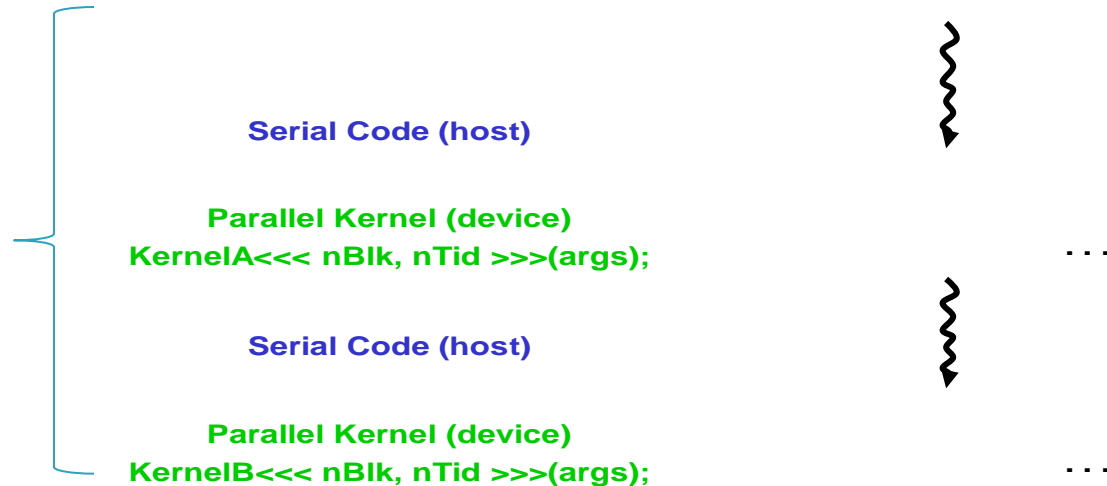 Serial Code (host)
Parallel Kernel (device)
KernelA<<< nBlk, nTid >>>(args);
. . .
Serial Code (host)
Parallel Kernel (device)
KernelB<<< nBlk, nTid >>>(args);
. . .